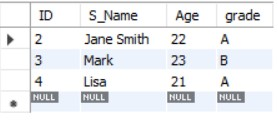 ID S_Name Age grade
2 Jane Smith 22 A
3 Mark 23 B
4 Lisa 21 A
NULL NULL NULL NULL